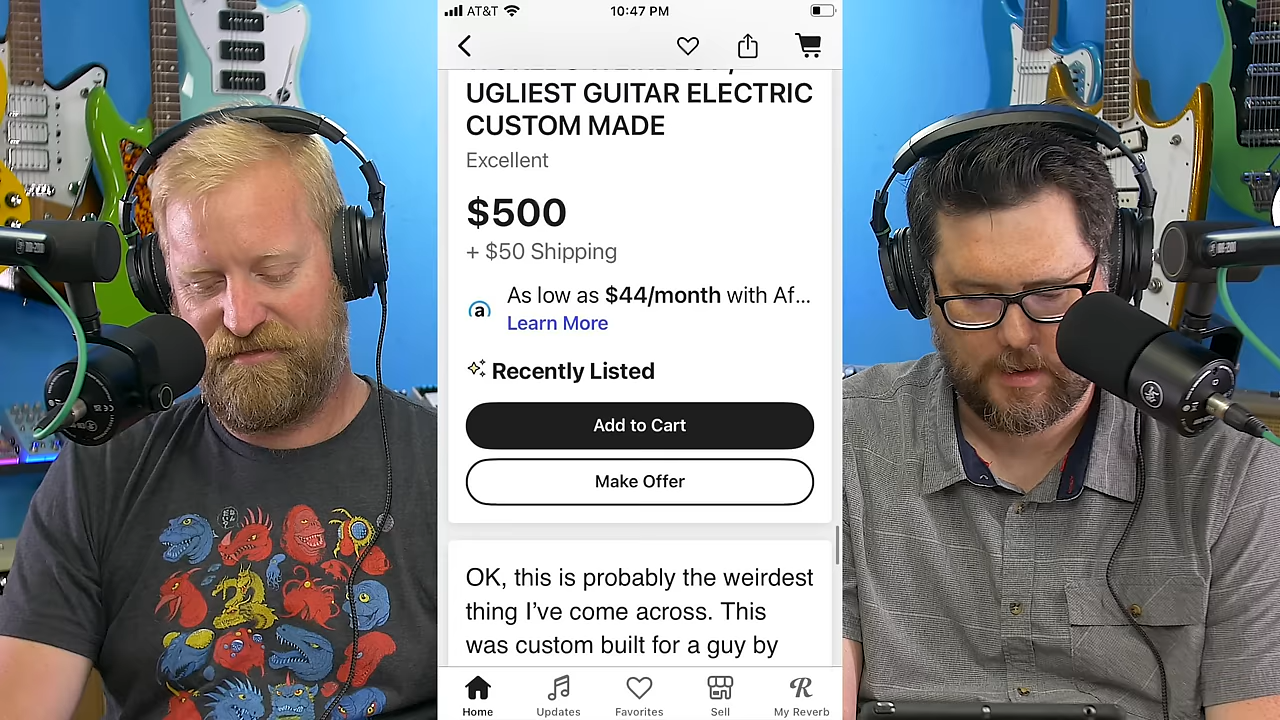 AT&T
10:47 PM
UGLIEST GUITAR ELECTRIC
CUSTOM MADE
Excellent
$500
+ $50 Shipping
As low as $44/month with Af...
Learn More
Recently Listed
Add to Cart
Make Offer
OK, this is probably the weirdest
thing I've come across. This
was custom built for a guy by
Home
Updates
Favorites
Sell
My Reverb